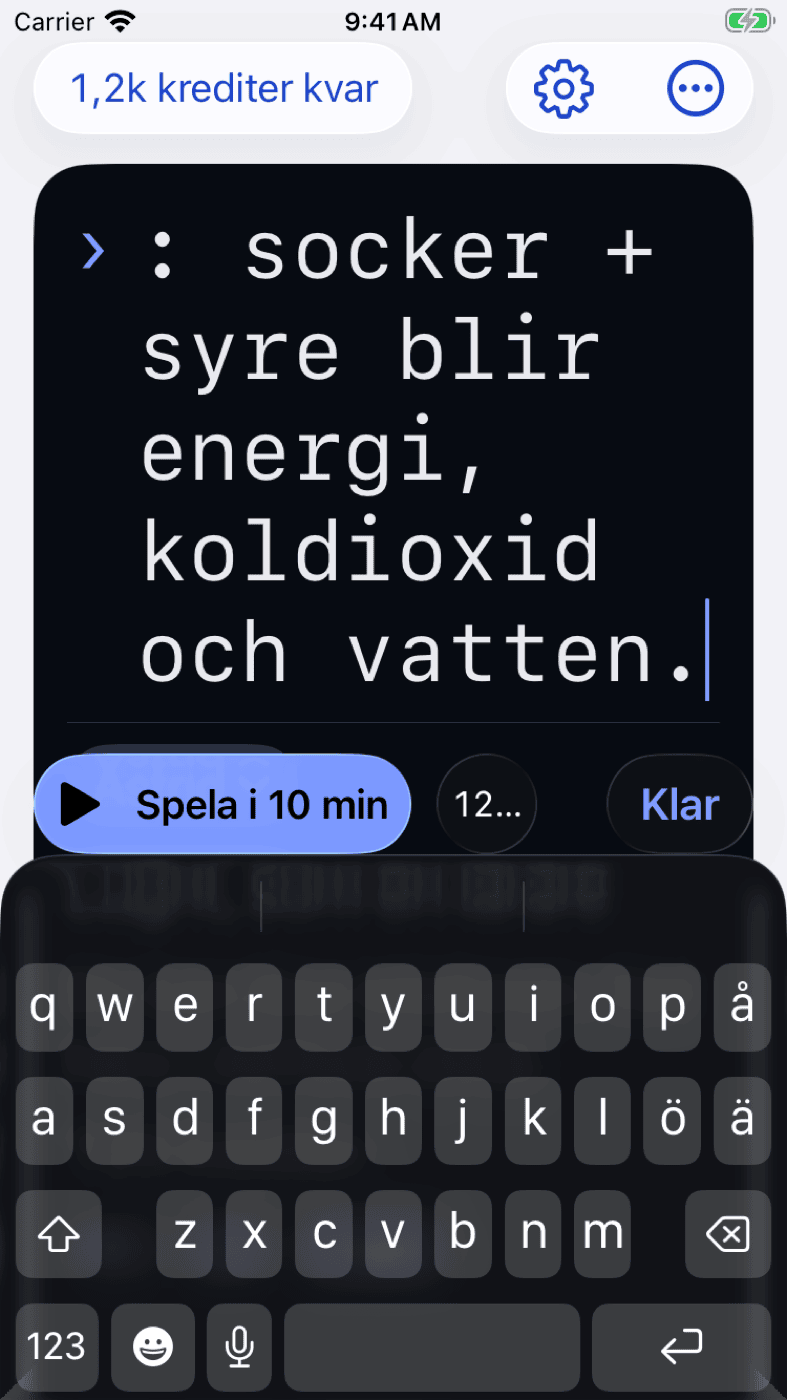 Carrier 9:41 AM
1,2k krediter kvar
› : socker +
syre blir
energi,
koldioxid
och vatten.
Spela i 10 min 12... Klar
q w e r t y u i o p å
a s d f g h j k l ö ä
z x c v b n m
123